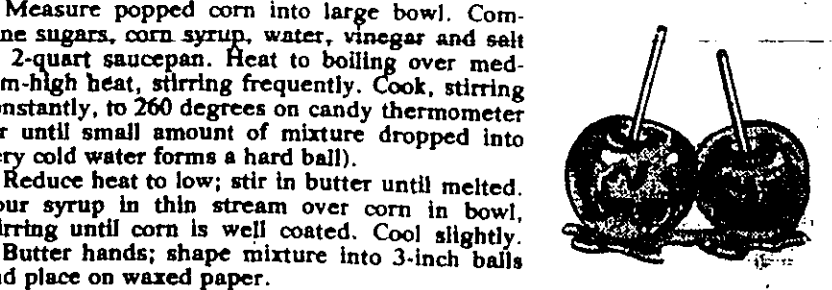 Measure popped corn into large bowl. Com-
ne sugars, corn syrup, water, vinegar and salt
2-quart saucepan. Heat to boiling over med-
m-high heat, stirring frequently. Cook, stirring
nstantly, to 260 degrees on candy thermometer
r until small amount of mixture dropped into
ery cold water forms a hard ball).
Reduce heat to low; stir in butter until melted.
our syrup in thin stream over corn in bowl,
irring until corn is well coated. Cool slightly.
Butter hands; shape mixture into 3-inch balls
nd place on waxed paper.